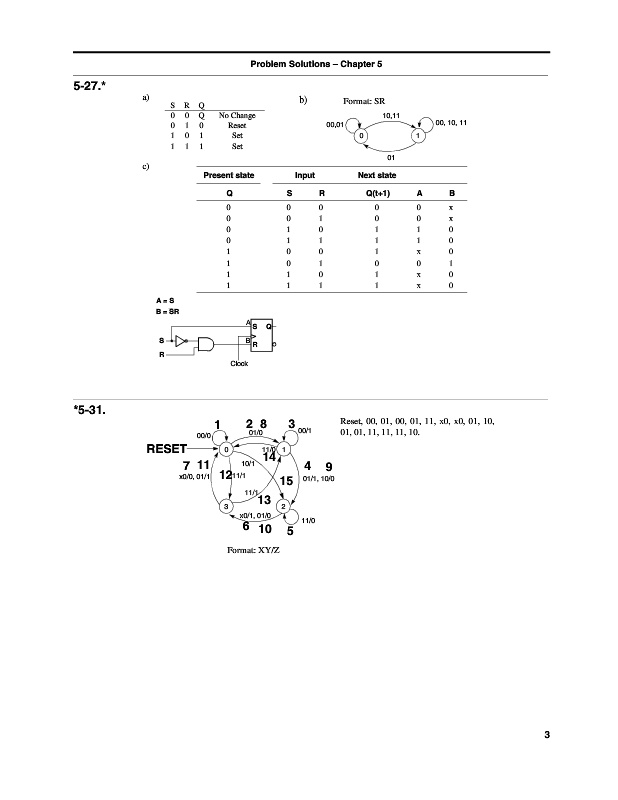 Problem Solutions – Chapter 5
5-27.*
a)
S R Q
0 0 Q No Change
0 1 0 Reset
1 0 1 Set
1 1 1 Set
b)
Format: SR
10,11
00,01
00, 10, 11
0
1
01
c)
Present state Input Next state
Q S R Q(t+1) A B
0 0 0 0 0 x
0 0 1 0 0 x
0 1 0 1 1 0
0 1 1 1 1 0
1 0 0 1 x 0
1 0 1 0 0 1
1 1 0 1 x 0
1 1 1 1 x 0
A = S
B = SR
A S Q
S
B R
R
Clock
*5-31.
1 2 8 3
00/0 01/0 00/1
RESET 0 11/0 1
14
7 11 10/1 4 9
x0/0, 01/1 12 11/1 15 01/1, 10/0
11/1 13
3 2
x0/1, 01/0 11/0
6 10 5
Format: XY/Z
Reset, 00, 01, 00, 01, 11, x0, x0, 01, 10,
01, 01, 11, 11, 11, 10.
3